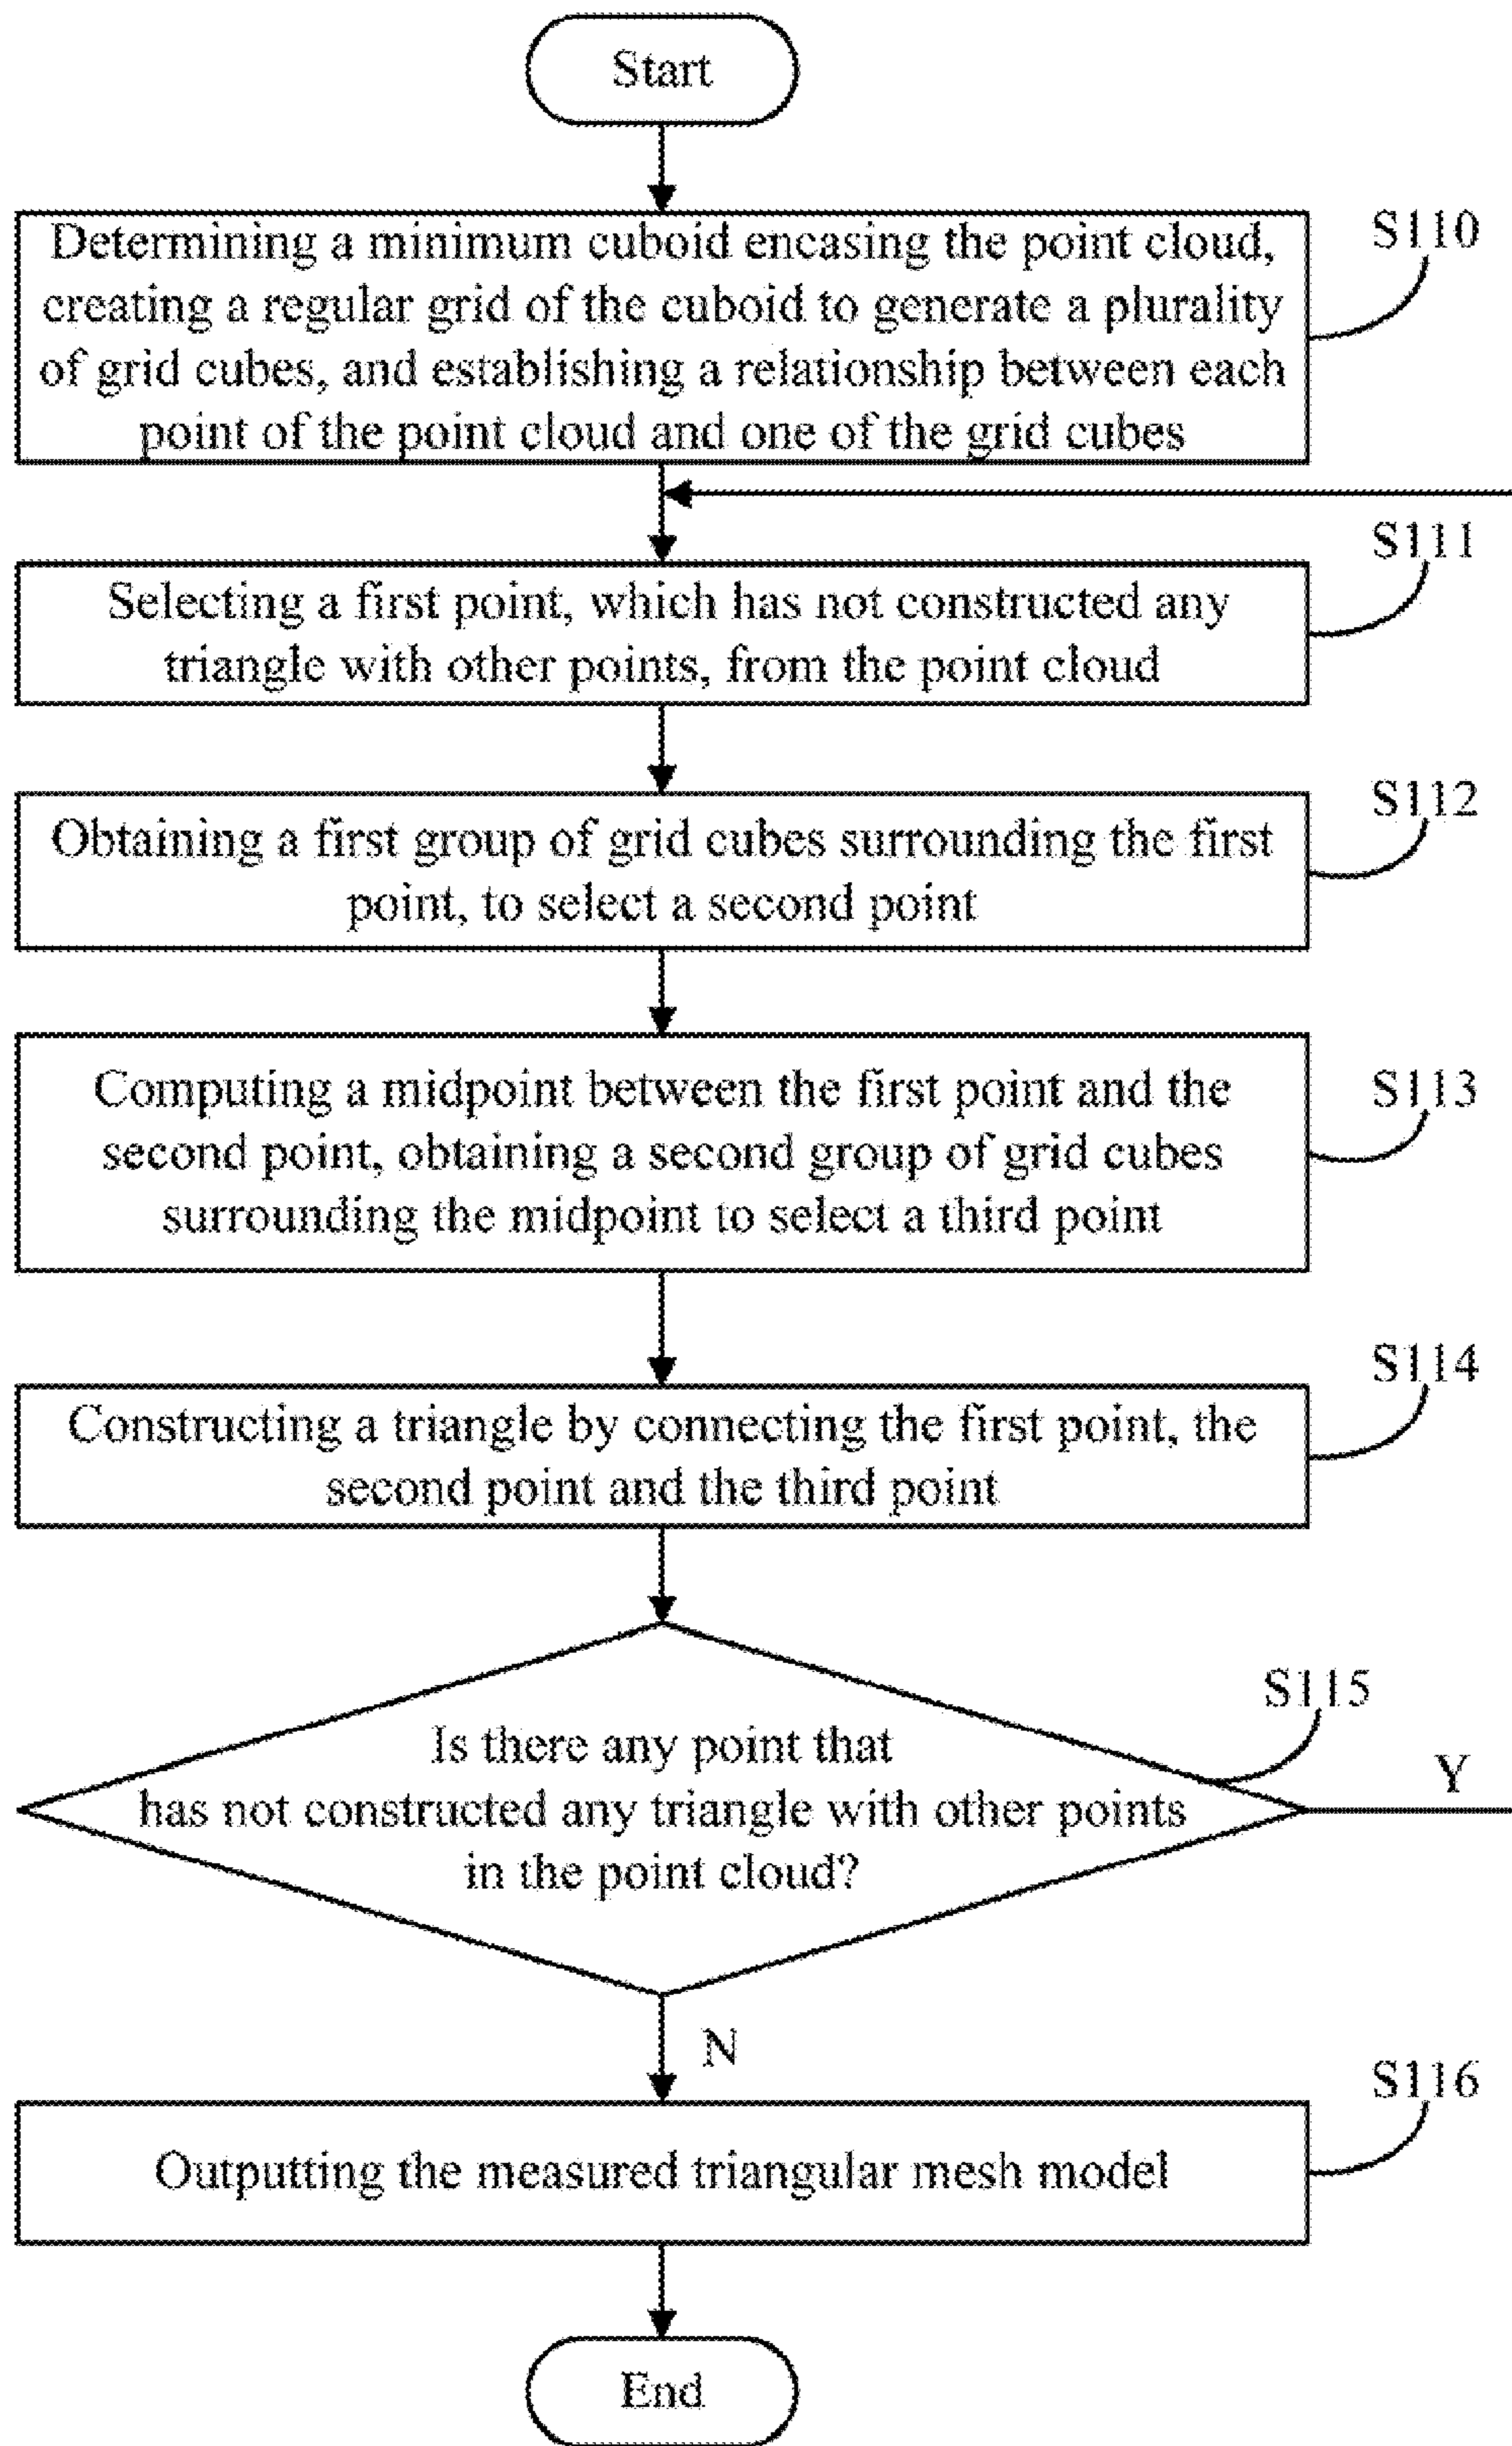 Start
Determining a minimum cuboid encasing the point cloud,
creating a regular grid of the cuboid to generate a plurality
of grid cubes, and establishing a relationship between each
point of the point cloud and one of the grid cubes
S110
S111
Selecting a first point, which has not constructed any
triangle with other points, from the point cloud
S112
Obtaining a first group of grid cubes surrounding the first
point, to select a second point
Computing a midpoint between the first point and the
second point, obtaining a second group of grid cubes
surrounding the midpoint to select a third point
S113
S114
Constructing a triangle by connecting the first point, the
second point and the third point
S115
Is there any point that
has not constructed any triangle with other points
in the point cloud?
Y
N
S116
Outputting the measured triangular mesh model
End